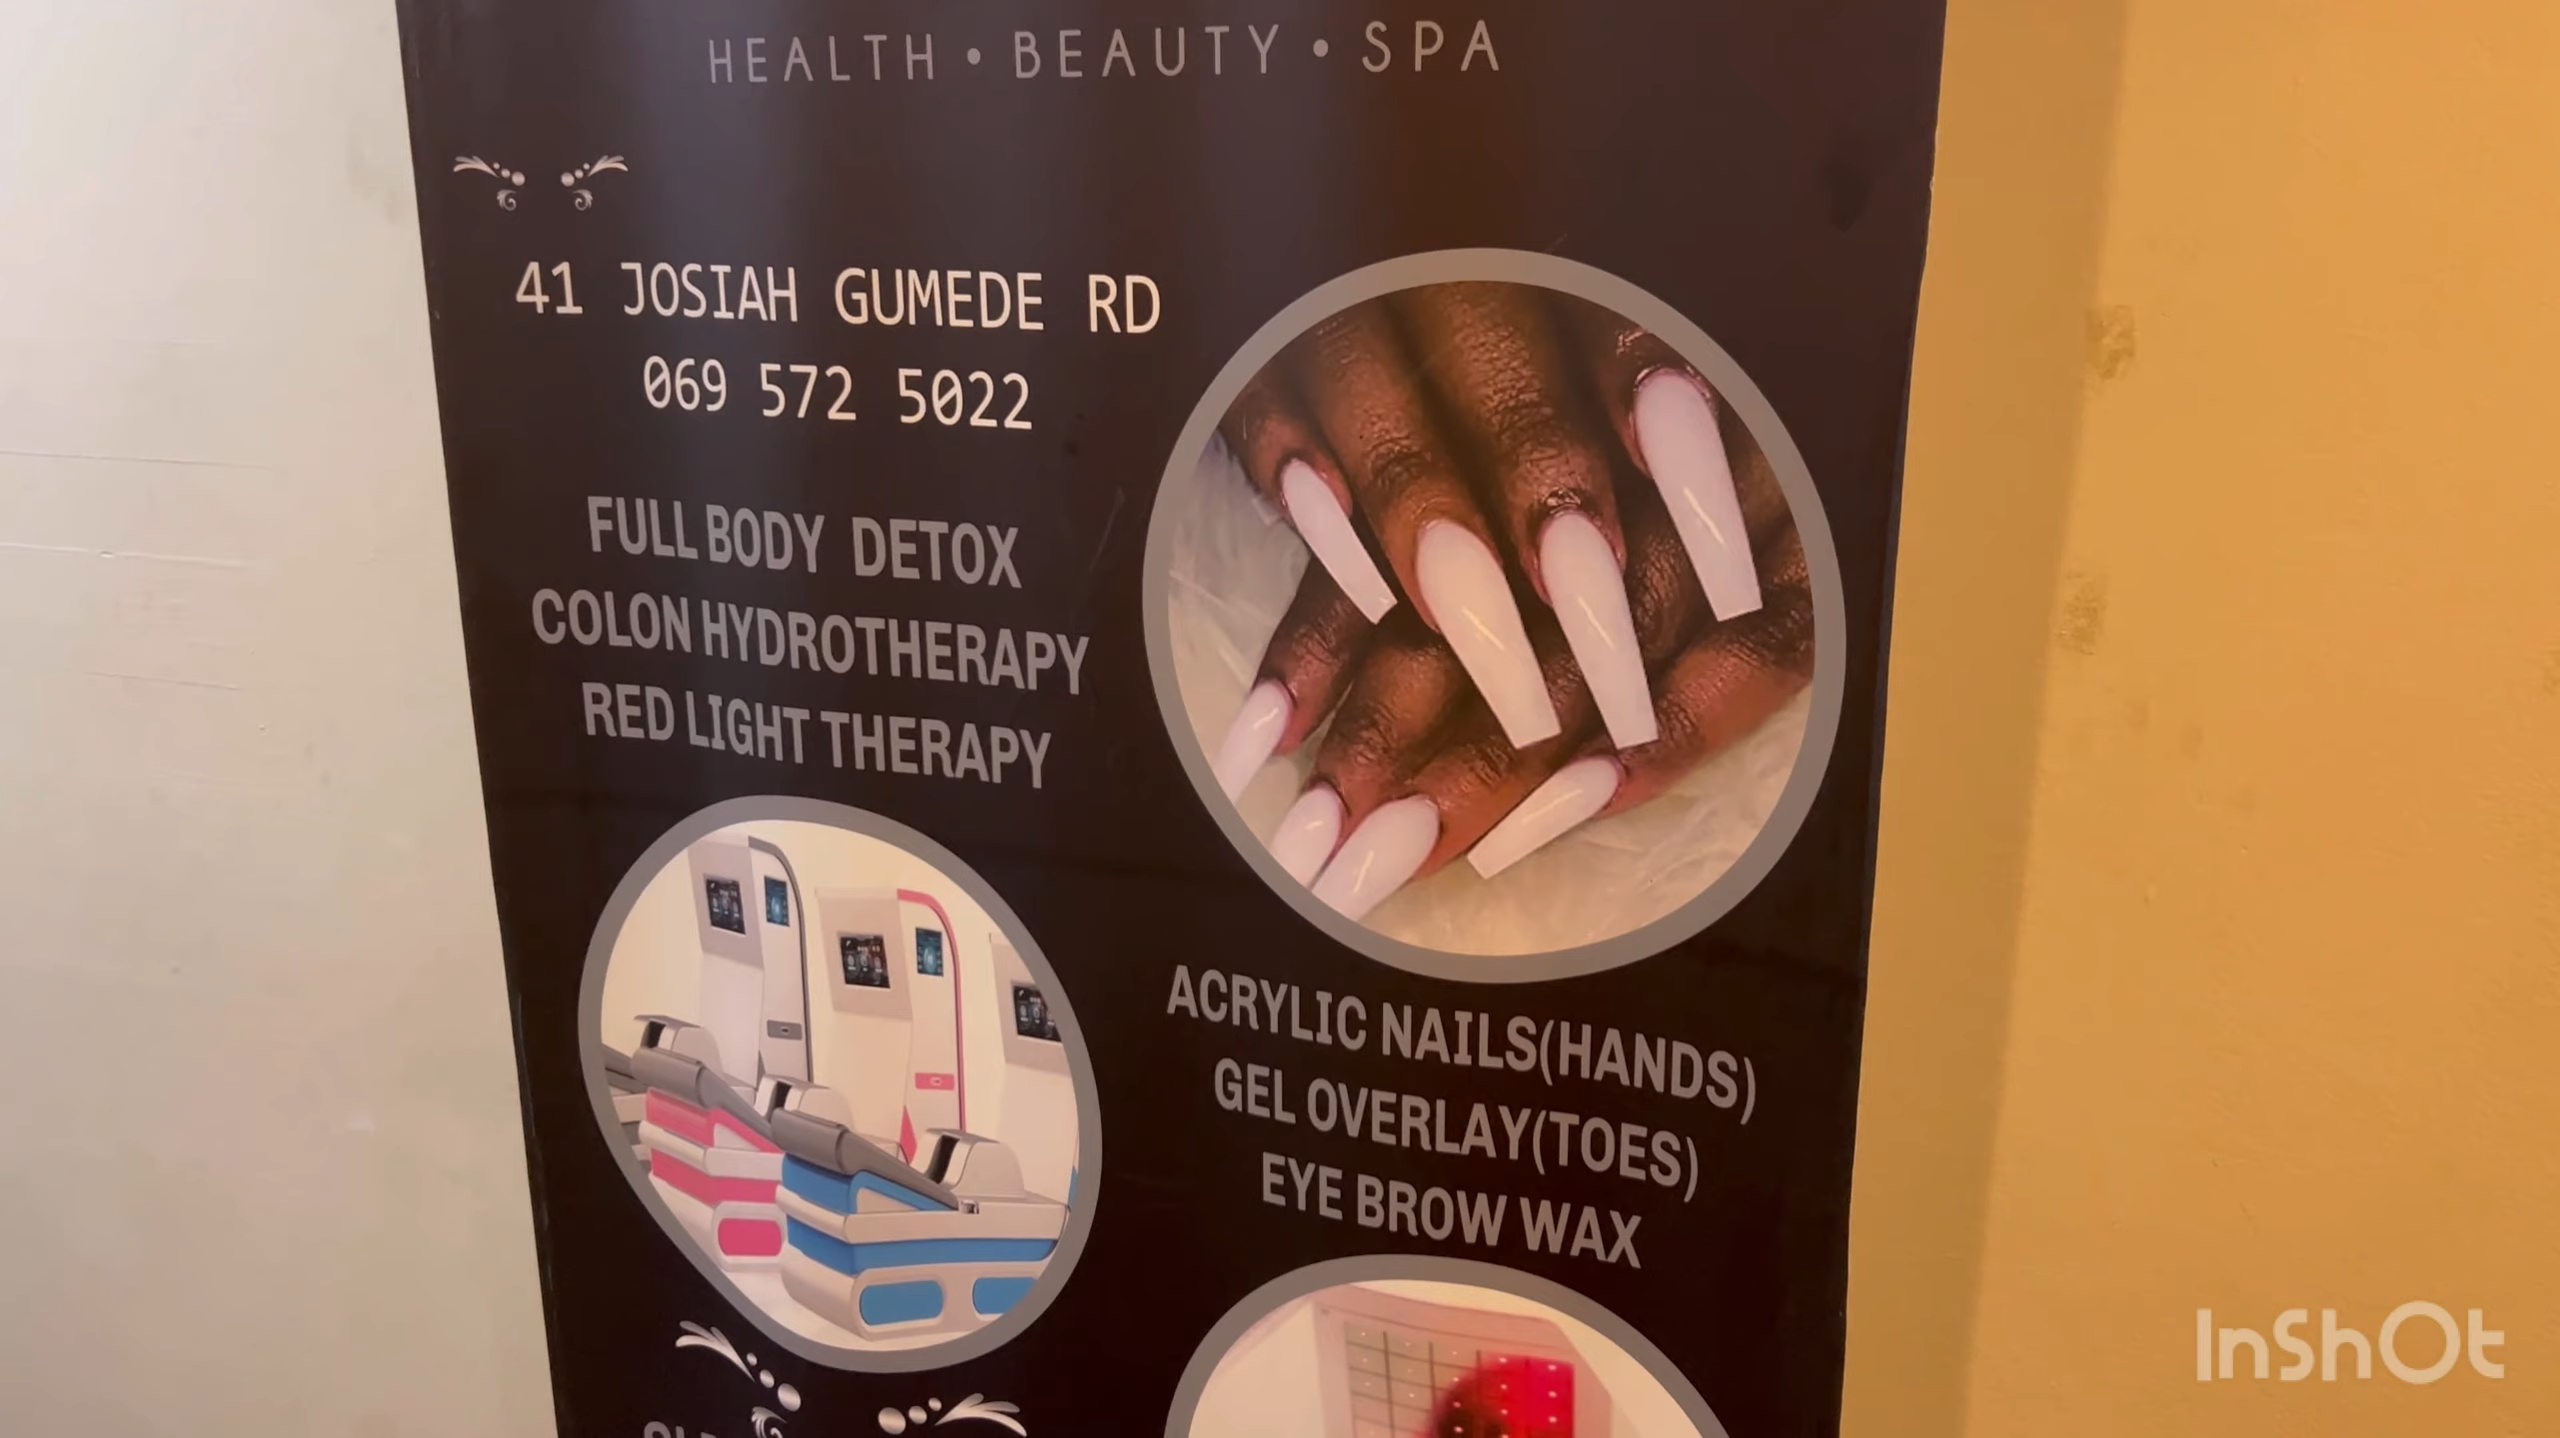 HEALTH • BEAUTY • SPA
41 JOSIAH GUMEDE RD
069 572 5022
FULL BODY DETOX
COLON HYDROTHERAPY
RED LIGHT THERAPY
ACRYLIC NAILS(HANDS)
GEL OVERLAY(TOES)
EYE BROW WAX
InShOt